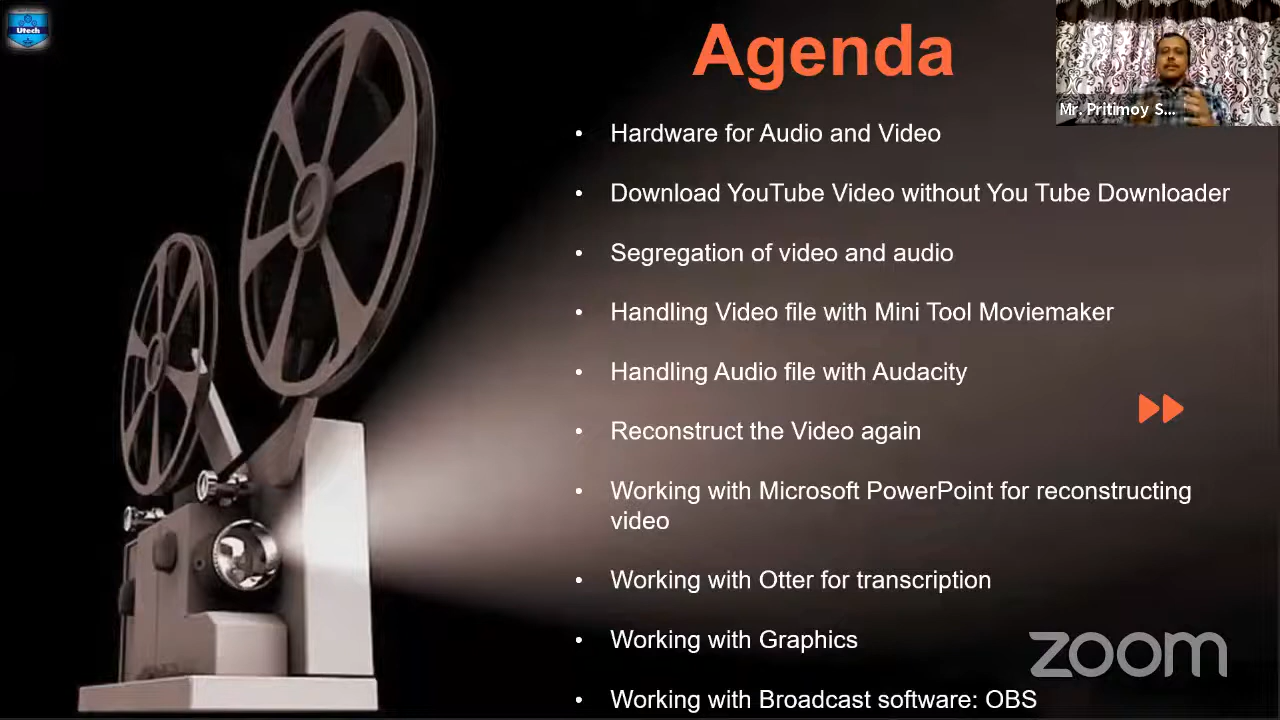 Utech
Agenda
Mr. Pritimoy S...
• Hardware for Audio and Video
• Download YouTube Video without You Tube Downloader
• Segregation of video and audio
• Handling Video file with Mini Tool Moviemaker
• Handling Audio file with Audacity
• Reconstruct the Video again
• Working with Microsoft PowerPoint for reconstructing
video
• Working with Otter for transcription
• Working with Graphics
• Working with Broadcast software: OBS
zoom